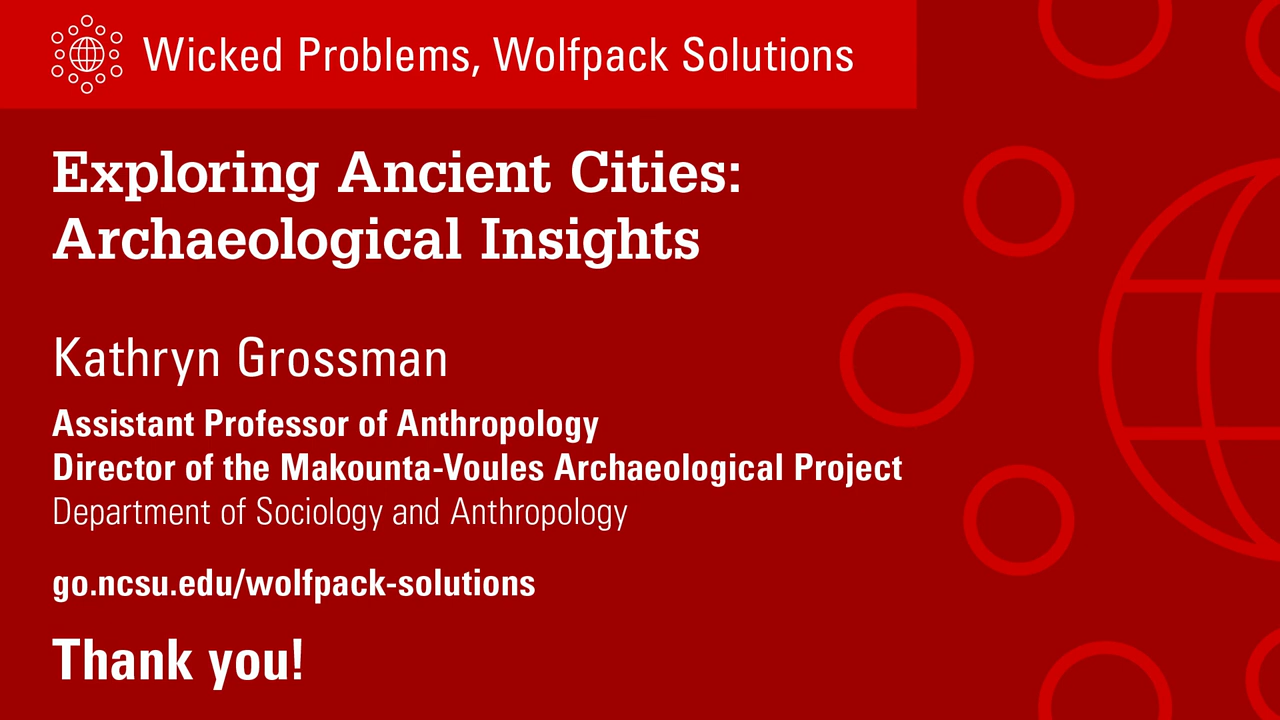 Wicked Problems, Wolfpack Solutions
Exploring Ancient Cities:
Archaeological Insights
Kathryn Grossman
Assistant Professor of Anthropology
Director of the Makounta-Voules Archaeological Project
Department of Sociology and Anthropology
go.ncsu.edu/wolfpack-solutions
Thank you!